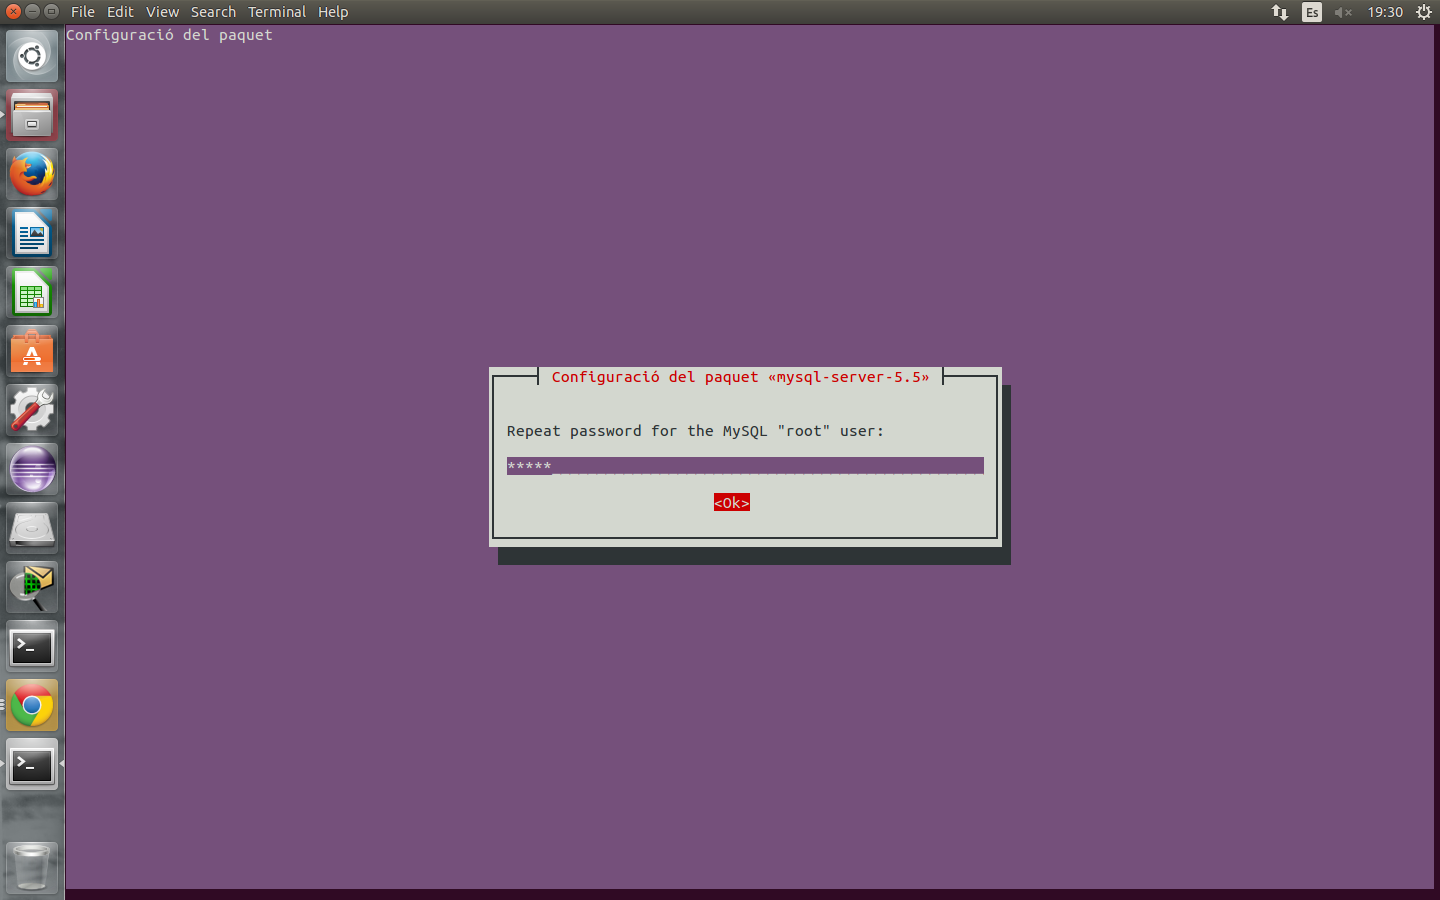 File Edit View Search Terminal Help
Es
19:30
Configuració del paquet
Configuració del paquet «mysql-server-5.5»
Repeat password for the MySQL "root" user:
*****
<Ok>